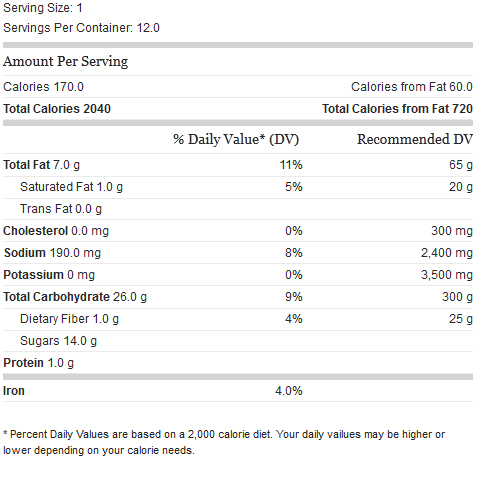 Serving Size: 1
Servings Per Container: 12.0
Amount Per Serving
Calories 170.0 Calories from Fat 60.0
Total Calories 2040 Total Calories from Fat 720
% Daily Value* (DV) Recommended DV
Total Fat 7.0 g 11% 65 g
Saturated Fat 1.0 g 5% 20 g
Trans Fat 0.0 g
Cholesterol 0.0 mg 0% 300 mg
Sodium 190.0 mg 8% 2,400 mg
Potassium 0 mg 0% 3,500 mg
Total Carbohydrate 26.0 g 9% 300 g
Dietary Fiber 1.0 g 4% 25 g
Sugars 14.0 g
Protein 1.0 g
Iron 4.0%
* Percent Daily Values are based on a 2,000 calorie diet. Your daily vailues may be higher or
lower depending on your calorie needs.